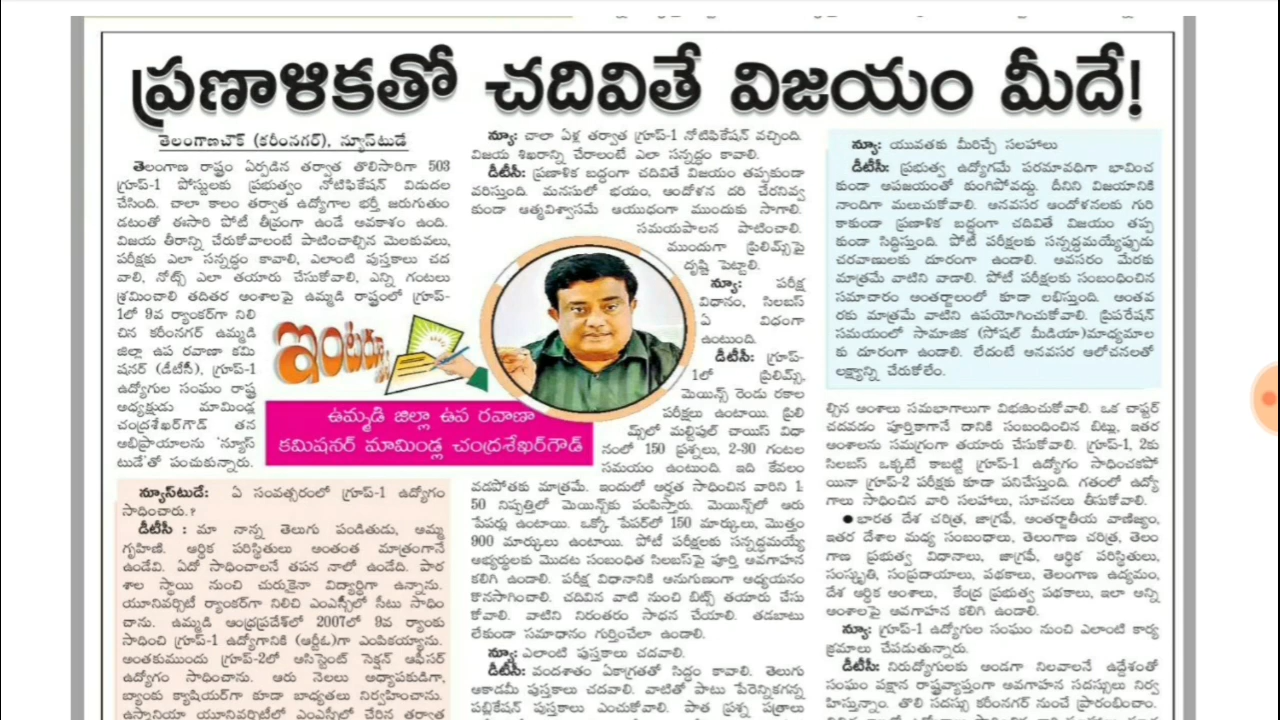 ప్రణాళికతో చదివితే విజయం మీదే!
తెలంగాణచౌక్ (కరీంనగర్), న్యూస్‌టుడే
తెలంగాణ రాష్ట్రం ఏర్పడిన తర్వాత తొలిసారిగా 503
గ్రూప్-1 పోస్టులకు ప్రభుత్వం నోటిఫికేషన్ విడుదల
చేసింది. చాలా కాలం తర్వాత ఉద్యోగాల భర్తీ జరుగుతుం
డటంతో ఈసారి పోటీ తీవ్రంగా ఉండే అవకాశం ఉంది.
విజయ తీరాన్ని చేరుకోవాలంటే పాటించాల్సిన మెలకువలు,
పరీక్షకు ఎలా సన్నద్ధం కావాలి, ఎలాంటి పుస్తకాలు చద
వాలి, నోట్స్ ఎలా తయారు చేసుకోవాలి, ఎన్ని గంటలు
శ్రమించాలి తదితర అంశాలపై ఉమ్మడి రాష్ట్రంలో గ్రూప్-
1లో 9వ ర్యాంకర్‌గా నిలి
చిన కరీంనగర్ ఉమ్మడి
జిల్లా ఉప రవాణా కమి
షనర్ (డీటీసీ), గ్రూప్-1
ఉద్యోగుల సంఘం రాష్ట్ర
అధ్యక్షుడు మామిండ్ల
చంద్రశేఖర్‌గౌడ్ తన
అభిప్రాయాలను 'న్యూస్
టుడే'తో పంచుకున్నారు.
ఇంటర్వ్యూ
ఉమ్మడి జిల్లా ఉప రవాణా
కమిషనర్ మామిండ్ల చంద్రశేఖర్‌గౌడ్
న్యూస్‌టుడే: ఏ సంవత్సరంలో గ్రూప్-1 ఉద్యోగం
సాధించారు.?
డీటీసీ : మా నాన్న తెలుగు పండితుడు, అమ్మ
గృహిణి. ఆర్థిక పరిస్థితులు అంతంత మాత్రంగానే
ఉండేవి. ఏదో సాధించాలనే తపన నాలో ఉండేది. పాఠ
శాల స్థాయి నుంచి చురుకైనా విద్యార్థిగా ఉన్నాను.
యూనివర్సిటీ ర్యాంకర్‌గా నిలిచి ఎంఎస్సీలో సీటు సాధిం
చాను. ఉమ్మడి ఆంధ్రప్రదేశ్‌లో 2007లో 9వ ర్యాంకు
సాధించి గ్రూప్-1 ఉద్యోగానికి (ఆర్టీఓ)గా ఎంపికయ్యాను.
అంతకుముందు గ్రూప్-2లో అసిస్టెంట్ సెక్షన్ ఆఫీసర్
ఉద్యోగం సాధించాను. ఆరు నెలలు అధ్యాపకుడిగా,
బ్యాంకు క్యాషియర్‌గా కూడా బాధ్యతలు నిర్వహించాను.
ఉస్మానియా యూనివర్సిటీలో ఎంఎస్సీ చేసిన తర్వాత
న్యూ: చాలా ఏళ్ల తర్వాత గ్రూప్-1 నోటిఫికేషన్ వచ్చింది.
విజయ శిఖరాన్ని చేరాలంటే ఎలా సన్నద్ధం కావాలి.
డీటీసీ: ప్రణాళిక బద్ధంగా చదివితే విజయం తప్పకుండా
వరిస్తుంది. మనసులో భయం, ఆందోళన దరి చేరనివ్వ
కుండా ఆత్మవిశ్వాసమే ఆయుధంగా ముందుకు సాగాలి.
సమయపాలన పాటించాలి.
ముందుగా ప్రిలిమ్స్‌పై
దృష్టి పెట్టాలి.
న్యూ: పరీక్ష
విధానం, సిలబస్
ఏ విధంగా
ఉంటుంది.
డీటీసీ: గ్రూప్-
1లో ప్రిలిమ్స్,
మెయిన్స్ రెండు రకాల
పరీక్షలు ఉంటాయి. ప్రిలి
మ్స్‌లో మల్టిపుల్ చాయిస్ విధా
నంలో 150 ప్రశ్నలు, 2-30 గంటల
సమయం ఉంటుంది. ఇది కేవలం
వడపోతకు మాత్రమే. ఇందులో అర్హత సాధించిన వారిని 1:
50 నిష్పత్తిలో మెయిన్స్‌కు పంపిస్తారు. మెయిన్స్‌లో ఆరు
పేపర్లు ఉంటాయి. ఒక్కో పేపర్‌లో 150 మార్కులు, మొత్తం
900 మార్కులు ఉంటాయి. పోటీ పరీక్షలకు సన్నద్ధమయ్యే
అభ్యర్థులకు మొదట సంబంధిత సిలబస్‌పై పూర్తి అవగాహన
కలిగి ఉండాలి. పరీక్ష విధానానికి అనుగుణంగా అధ్యయనం
కొనసాగించాలి. చదివిన వాటి నుంచి బిట్స్ తయారు చేసు
కోవాలి. వాటిని నిరంతరం సాధన చేయాలి. తడబాటు
లేకుండా సమాధానం గుర్తించేలా ఉండాలి.
న్యూ: ఎలాంటి పుస్తకాలు చదవాలి.
డీటీసీ: వందశాతం ఏకాగ్రతతో సిద్ధం కావాలి. తెలుగు
అకాడమీ పుస్తకాలు చదవాలి. వాటితో పాటు పేరెన్నికగన్న
పబ్లికేషన్ పుస్తకాలు ఎంచుకోవాలి. పాత ప్రశ్న పత్రాలు
న్యూ: యువతకు మీరిచ్చే సలహాలు
డీటీసీ: ప్రభుత్వ ఉద్యోగమే పరమావధిగా భావించ
కుండా అపజయంతో కుంగిపోవద్దు. దీనిని విజయానికి
నాందిగా మలుచుకోవాలి. అనవసర ఆందోళనలకు గురి
కాకుండా ప్రణాళిక బద్ధంగా చదివితే విజయం తప్ప
కుండా సిద్ధిస్తుంది. పోటీ పరీక్షలకు సన్నద్ధమయ్యేప్పుడు
చరవాణులకు దూరంగా ఉండాలి. అవసరం మేరకు
మాత్రమే వాటిని వాడాలి. పోటీ పరీక్షలకు సంబంధించిన
సమాచారం అంతర్జాలంలో కూడా లభిస్తుంది. అంతవ
రకు మాత్రమే వాటిని ఉపయోగించుకోవాలి. ప్రిపరేషన్
సమయంలో సామాజిక (సోషల్ మీడియా)మాధ్యమాల
కు దూరంగా ఉండాలి. లేదంటే అనవసర ఆలోచనలతో
లక్ష్యాన్ని చేరుకోలేం.
ల్సిన అంశాలు సమభాగాలుగా విభజించుకోవాలి. ఒక చాప్టర్
చదవడం పూర్తికాగానే దానికి సంబంధించిన బిట్లు, ఇతర
అంశాలను సమగ్రంగా తయారు చేసుకోవాలి. గ్రూప్-1, 2కు
సిలబస్ ఒక్కటే కాబట్టి గ్రూప్-1 ఉద్యోగం సాధించకపో
యినా గ్రూప్-2 పరీక్షకు కూడా పనిచేస్తుంది. గతంలో ఉద్యో
గాలు సాధించిన వారి సలహాలు, సూచనలు తీసుకోవాలి.
● భారత దేశ చరిత్ర, జాగ్రఫీ, అంతర్జాతీయ వాణిజ్యం,
ఇతర దేశాల మధ్య సంబంధాలు, తెలంగాణ చరిత్ర, తెలం
గాణ ప్రభుత్వ విధానాలు, జాగ్రఫీ, ఆర్థిక పరిస్థితులు,
సంస్కృతి, సంప్రదాయాలు, పథకాలు, తెలంగాణ ఉద్యమం,
దేశ ఆర్థిక అంశాలు, కేంద్ర ప్రభుత్వ పథకాలు, ఇలా అన్ని
అంశాలపై అవగాహన కలిగి ఉండాలి.
న్యూ: గ్రూప్-1 ఉద్యోగుల సంఘం నుంచి ఎలాంటి కార్య
క్రమాలు చేపడుతున్నారు.
డీటీసీ: నిరుద్యోగులకు అండగా నిలవాలనే ఉద్దేశంతో
సంఘం పక్షాన రాష్ట్రవ్యాప్తంగా అవగాహన సదస్సులు నిర్వ
హిస్తున్నాం. తొలి సదస్సు కరీంనగర్ నుంచే ప్రారంభించాం.